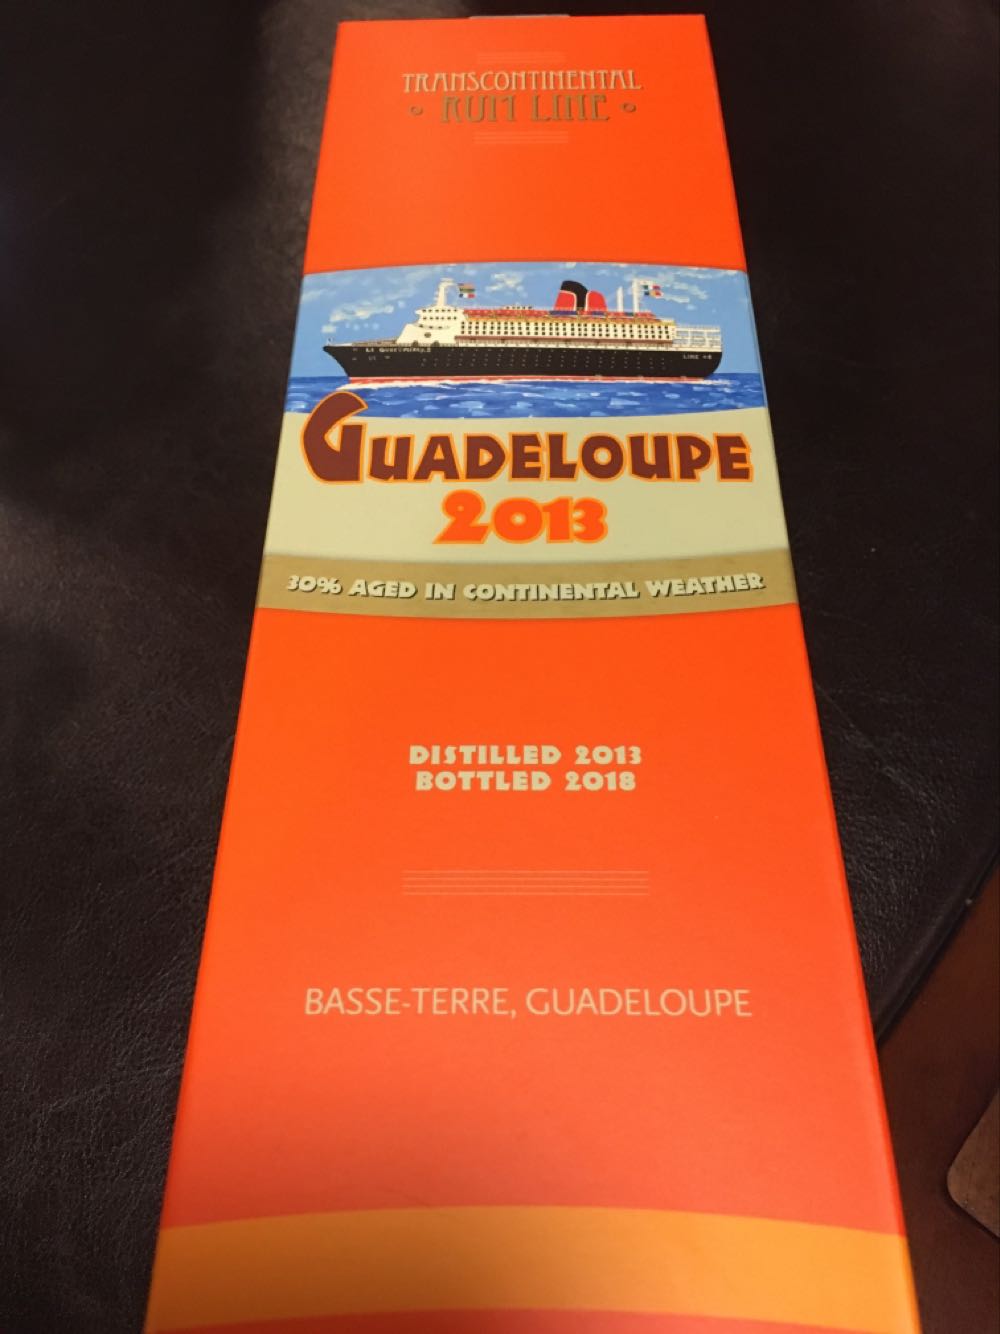 TRANSCONTINENTAL
RUM LINE
GUADELOUPE
2013
30% AGED IN CONTINENTAL WEATHER
DISTILLED 2013
BOTTLED 2018
BASSE-TERRE, GUADELOUPE